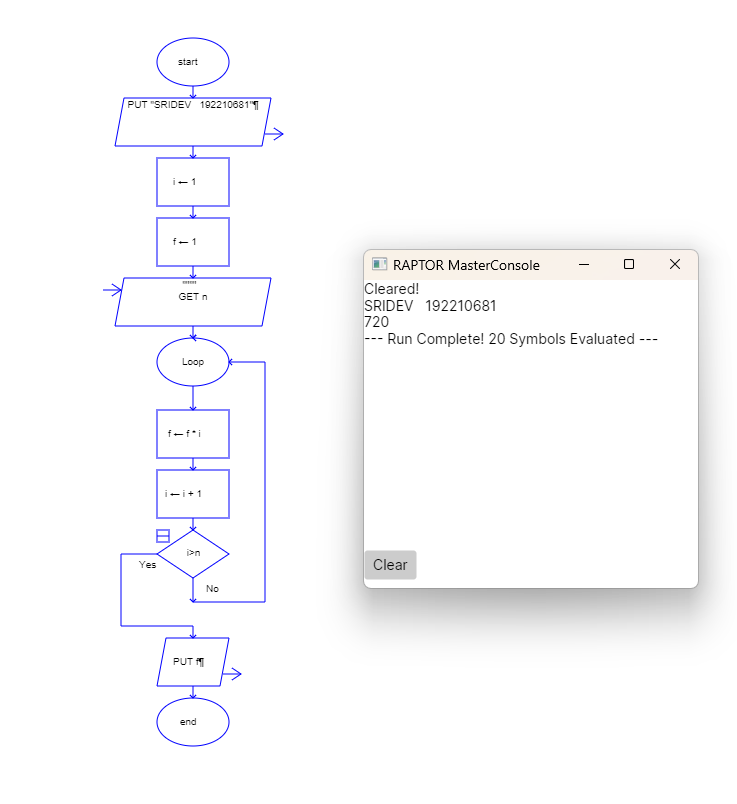 start
PUT "SRIDEV   192210681"¶
i ← 1
f ← 1
""""
GET n
Loop
f ← f * i
i ← i + 1
i>n
Yes
No
PUT f¶
end
RAPTOR MasterConsole
Cleared!
SRIDEV   192210681
720
--- Run Complete! 20 Symbols Evaluated ---
Clear